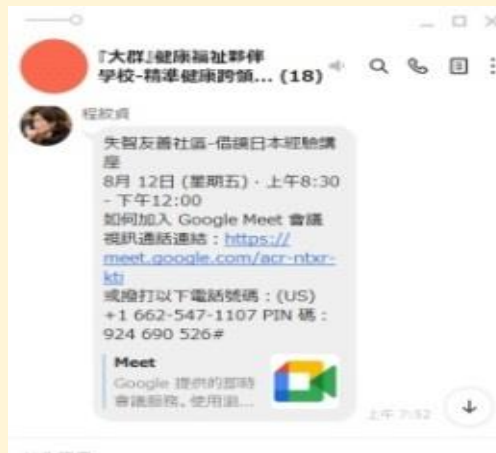 『大群』健康福祉夥伴
學校-精準健康跨領... (18)
程
失智友善社區-借鏡日本經驗講
座
8月 12日 (星期五)・上午8:30
- 下午12:00
如何加入 Google Meet 會議
視訊通話連結：https://
meet.google.com/acr-ntxr-
kti
或撥打以下電話號碼：(US)
+1 662-547-1107 PIN 碼：
924 690 526#
Meet
Google 提供的即時
會議服務。使用
上午 7:52